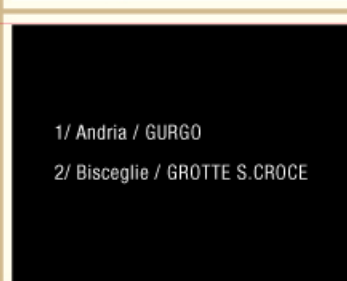 1/ Andria / GURGO
2/ Bisceglie / GROTTE S.CROCE